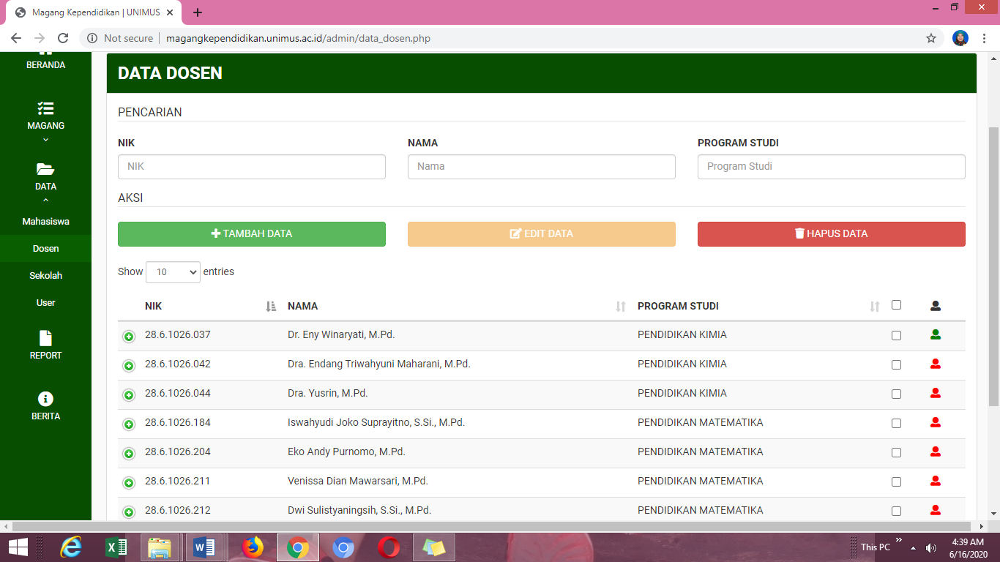 Magang Kependidikan | UNIMUS
Not secure | magangkependidikan.unimus.ac.id/admin/data_dosen.php
BERANDA
MAGANG
DATA
Mahasiswa
Dosen
Sekolah
User
REPORT
BERITA
DATA DOSEN
PENCARIAN
NIK NAMA PROGRAM STUDI
NIK Nama Program Studi
AKSI
TAMBAH DATA EDIT DATA HAPUS DATA
Show 10 entries
NIK NAMA PROGRAM STUDI
28.6.1026.037 Dr. Eny Winaryati, M.Pd. PENDIDIKAN KIMIA
28.6.1026.042 Dra. Endang Triwahyuni Maharani, M.Pd. PENDIDIKAN KIMIA
28.6.1026.044 Dra. Yusrin, M.Pd. PENDIDIKAN KIMIA
28.6.1026.184 Iswahyudi Joko Suprayitno, S.Si., M.Pd. PENDIDIKAN MATEMATIKA
28.6.1026.204 Eko Andy Purnomo, M.Pd. PENDIDIKAN MATEMATIKA
28.6.1026.211 Venissa Dian Mawarsari, M.Pd. PENDIDIKAN MATEMATIKA
28.6.1026.212 Dwi Sulistyaningsih, S.Si., M.Pd. PENDIDIKAN MATEMATIKA
This PC
4:39 AM
6/16/2020